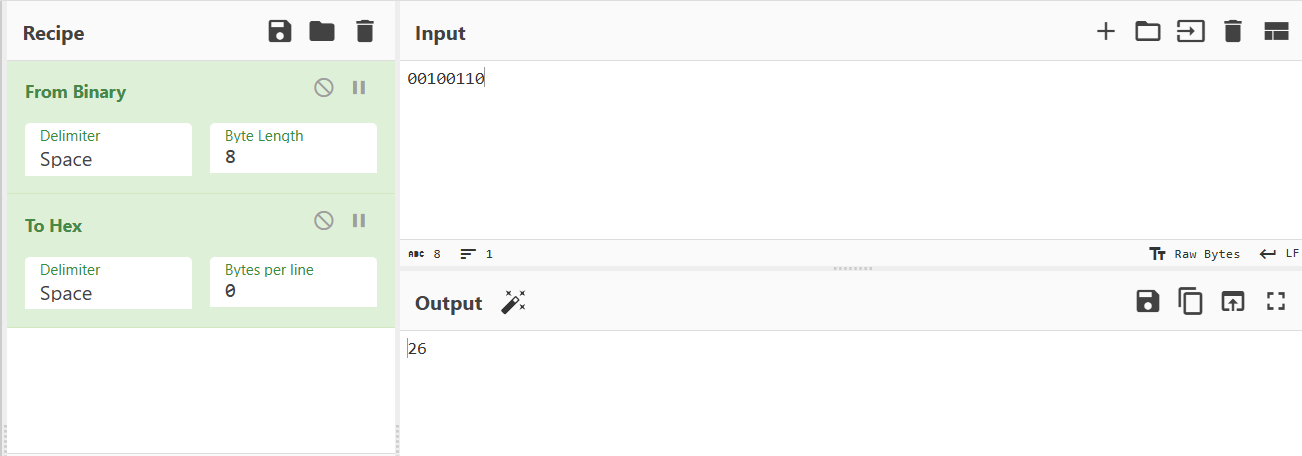 Recipe
From Binary
Delimiter
Space
Byte Length
8
To Hex
Delimiter
Space
Bytes per line
0
Input
00100110
ABC 8 1
Raw Bytes LF
Output
26